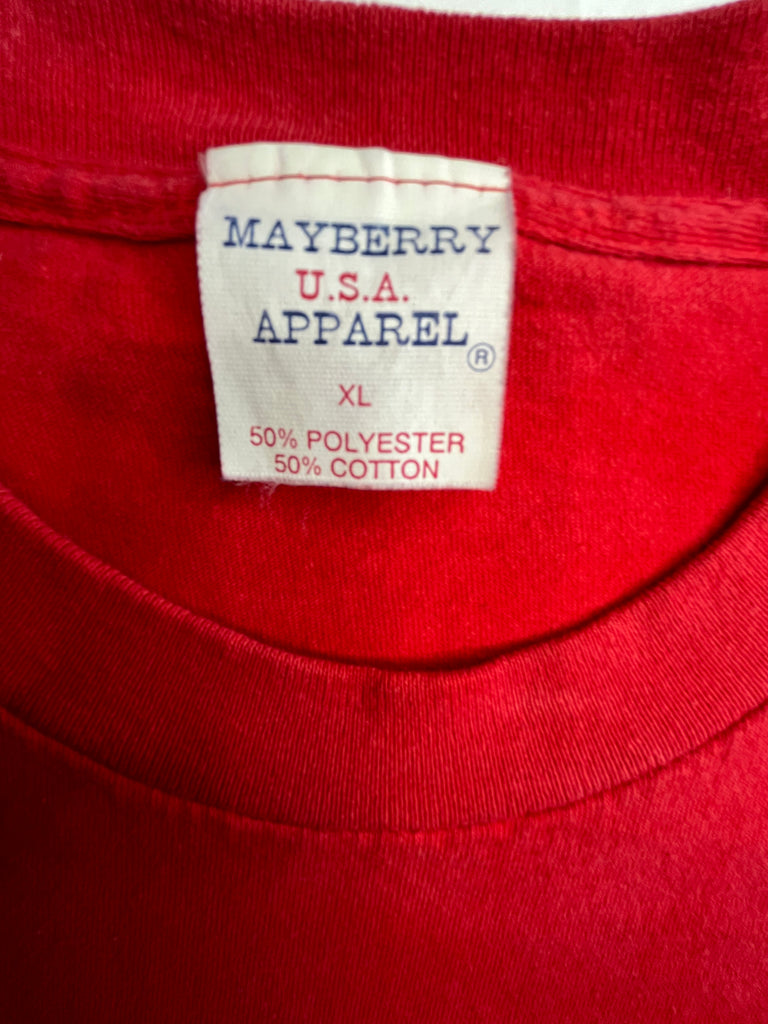 MAYBERRY
U.S.A.
APPAREL®
XL
50% POLYESTER
50% COTTON